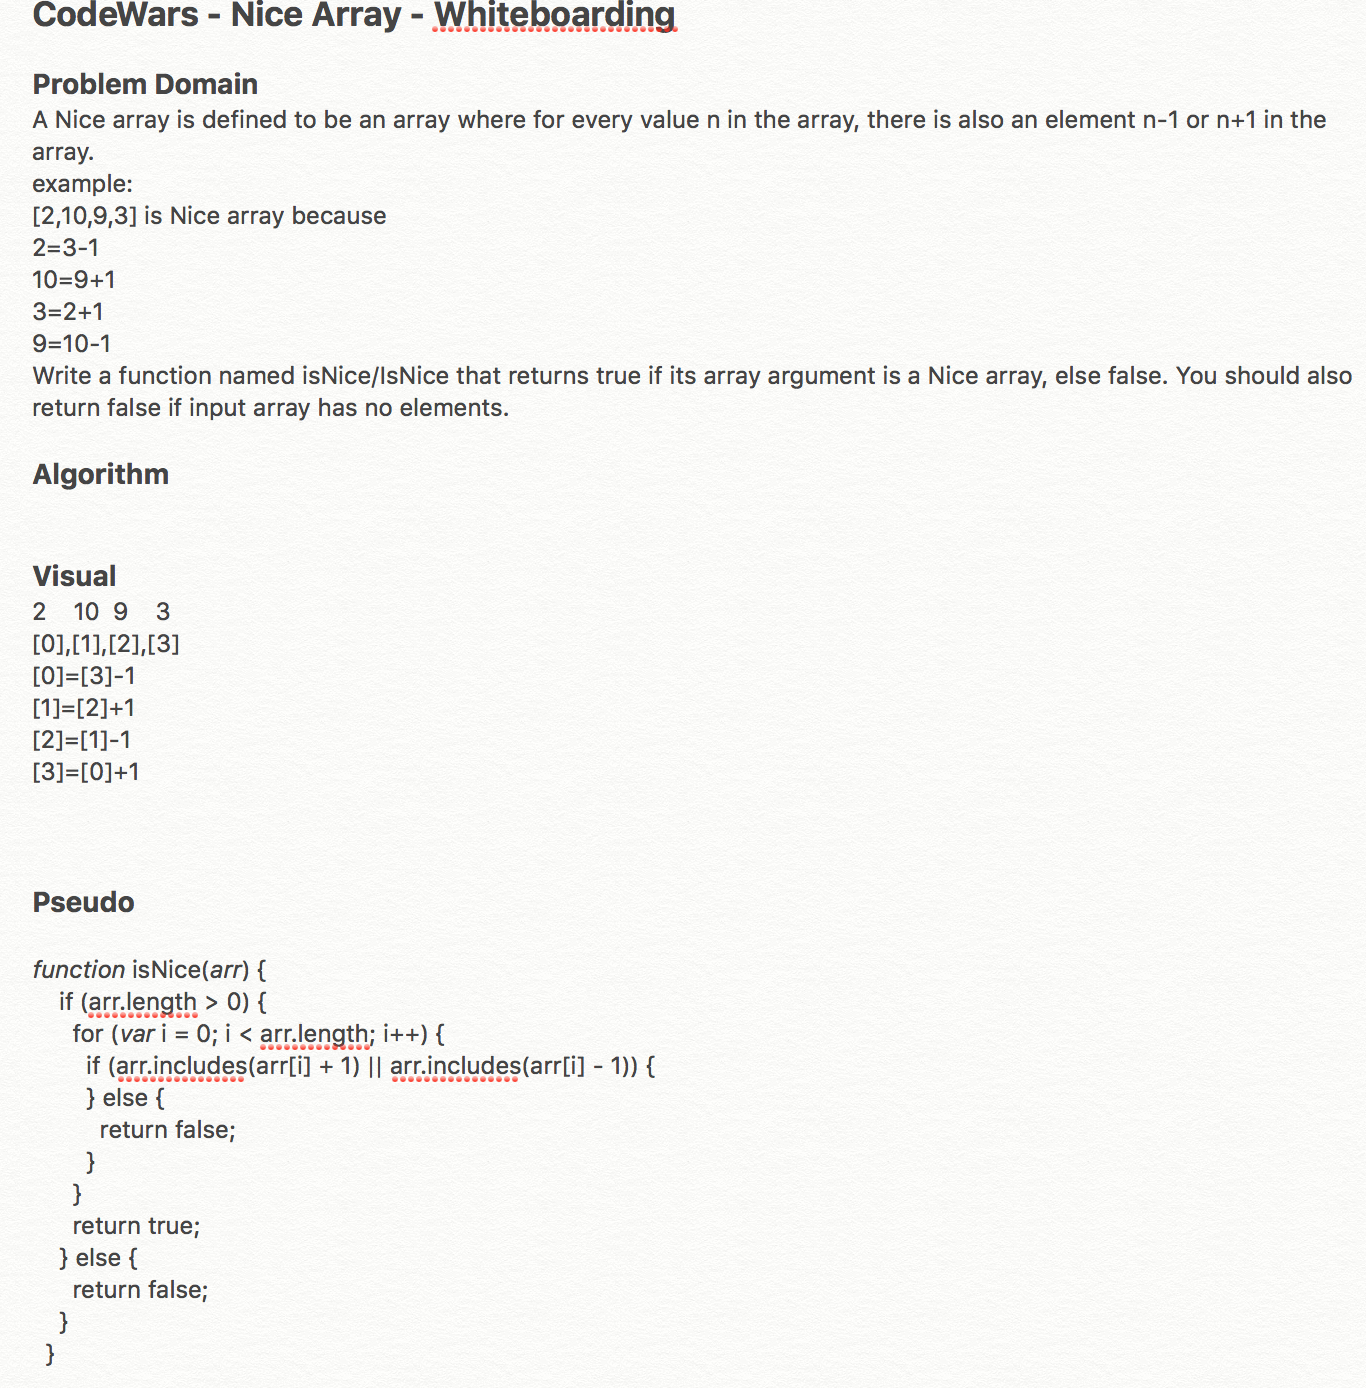 CodeWars - Nice Array - Whiteboarding
Problem Domain
A Nice array is defined to be an array where for every value n in the array, there is also an element n-1 or n+1 in the
array.
example:
[2,10,9,3] is Nice array because
2=3-1
10=9+1
3=2+1
9=10-1
Write a function named isNice/IsNice that returns true if its array argument is a Nice array, else false. You should also
return false if input array has no elements.
Algorithm
Visual
2 10 9 3
[0],[1],[2],[3]
[0]=[3]-1
[1]=[2]+1
[2]=[1]-1
[3]=[0]+1
Pseudo
function isNice(arr) {
if (arr.length > 0) {
for (var i = 0; i < arr.length; i++) {
if (arr.includes(arr[i] + 1) || arr.includes(arr[i] - 1)) {
} else {
return false;
}
}
return true;
} else {
return false;
}
}